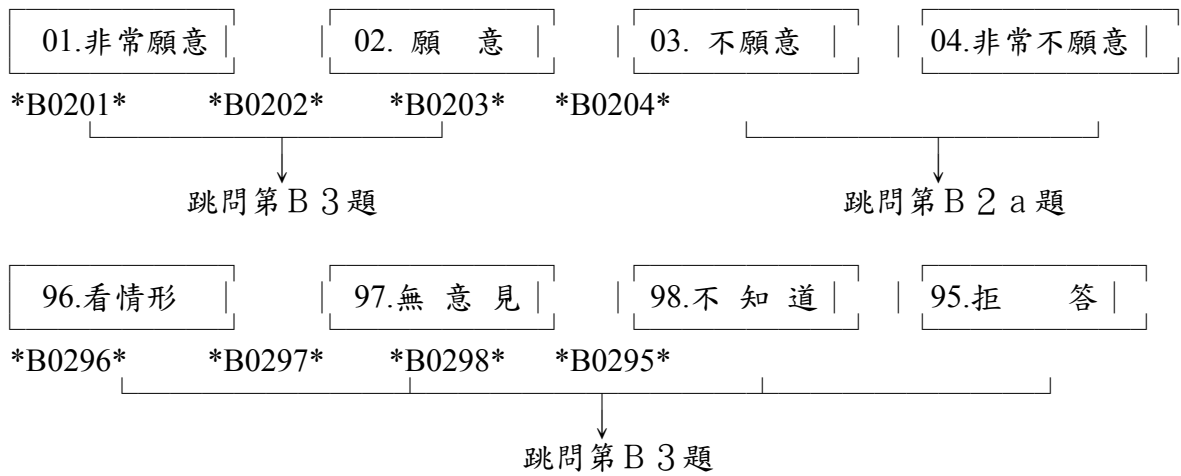 01.非常願意 02. 願 意 03. 不願意 04.非常不願意
*B0201* *B0202* *B0203* *B0204*
跳問第Ｂ３題 跳問第Ｂ２ａ題
96.看情形 97.無 意 見 98.不 知 道 95.拒 答
*B0296* *B0297* *B0298* *B0295*
跳問第Ｂ３題